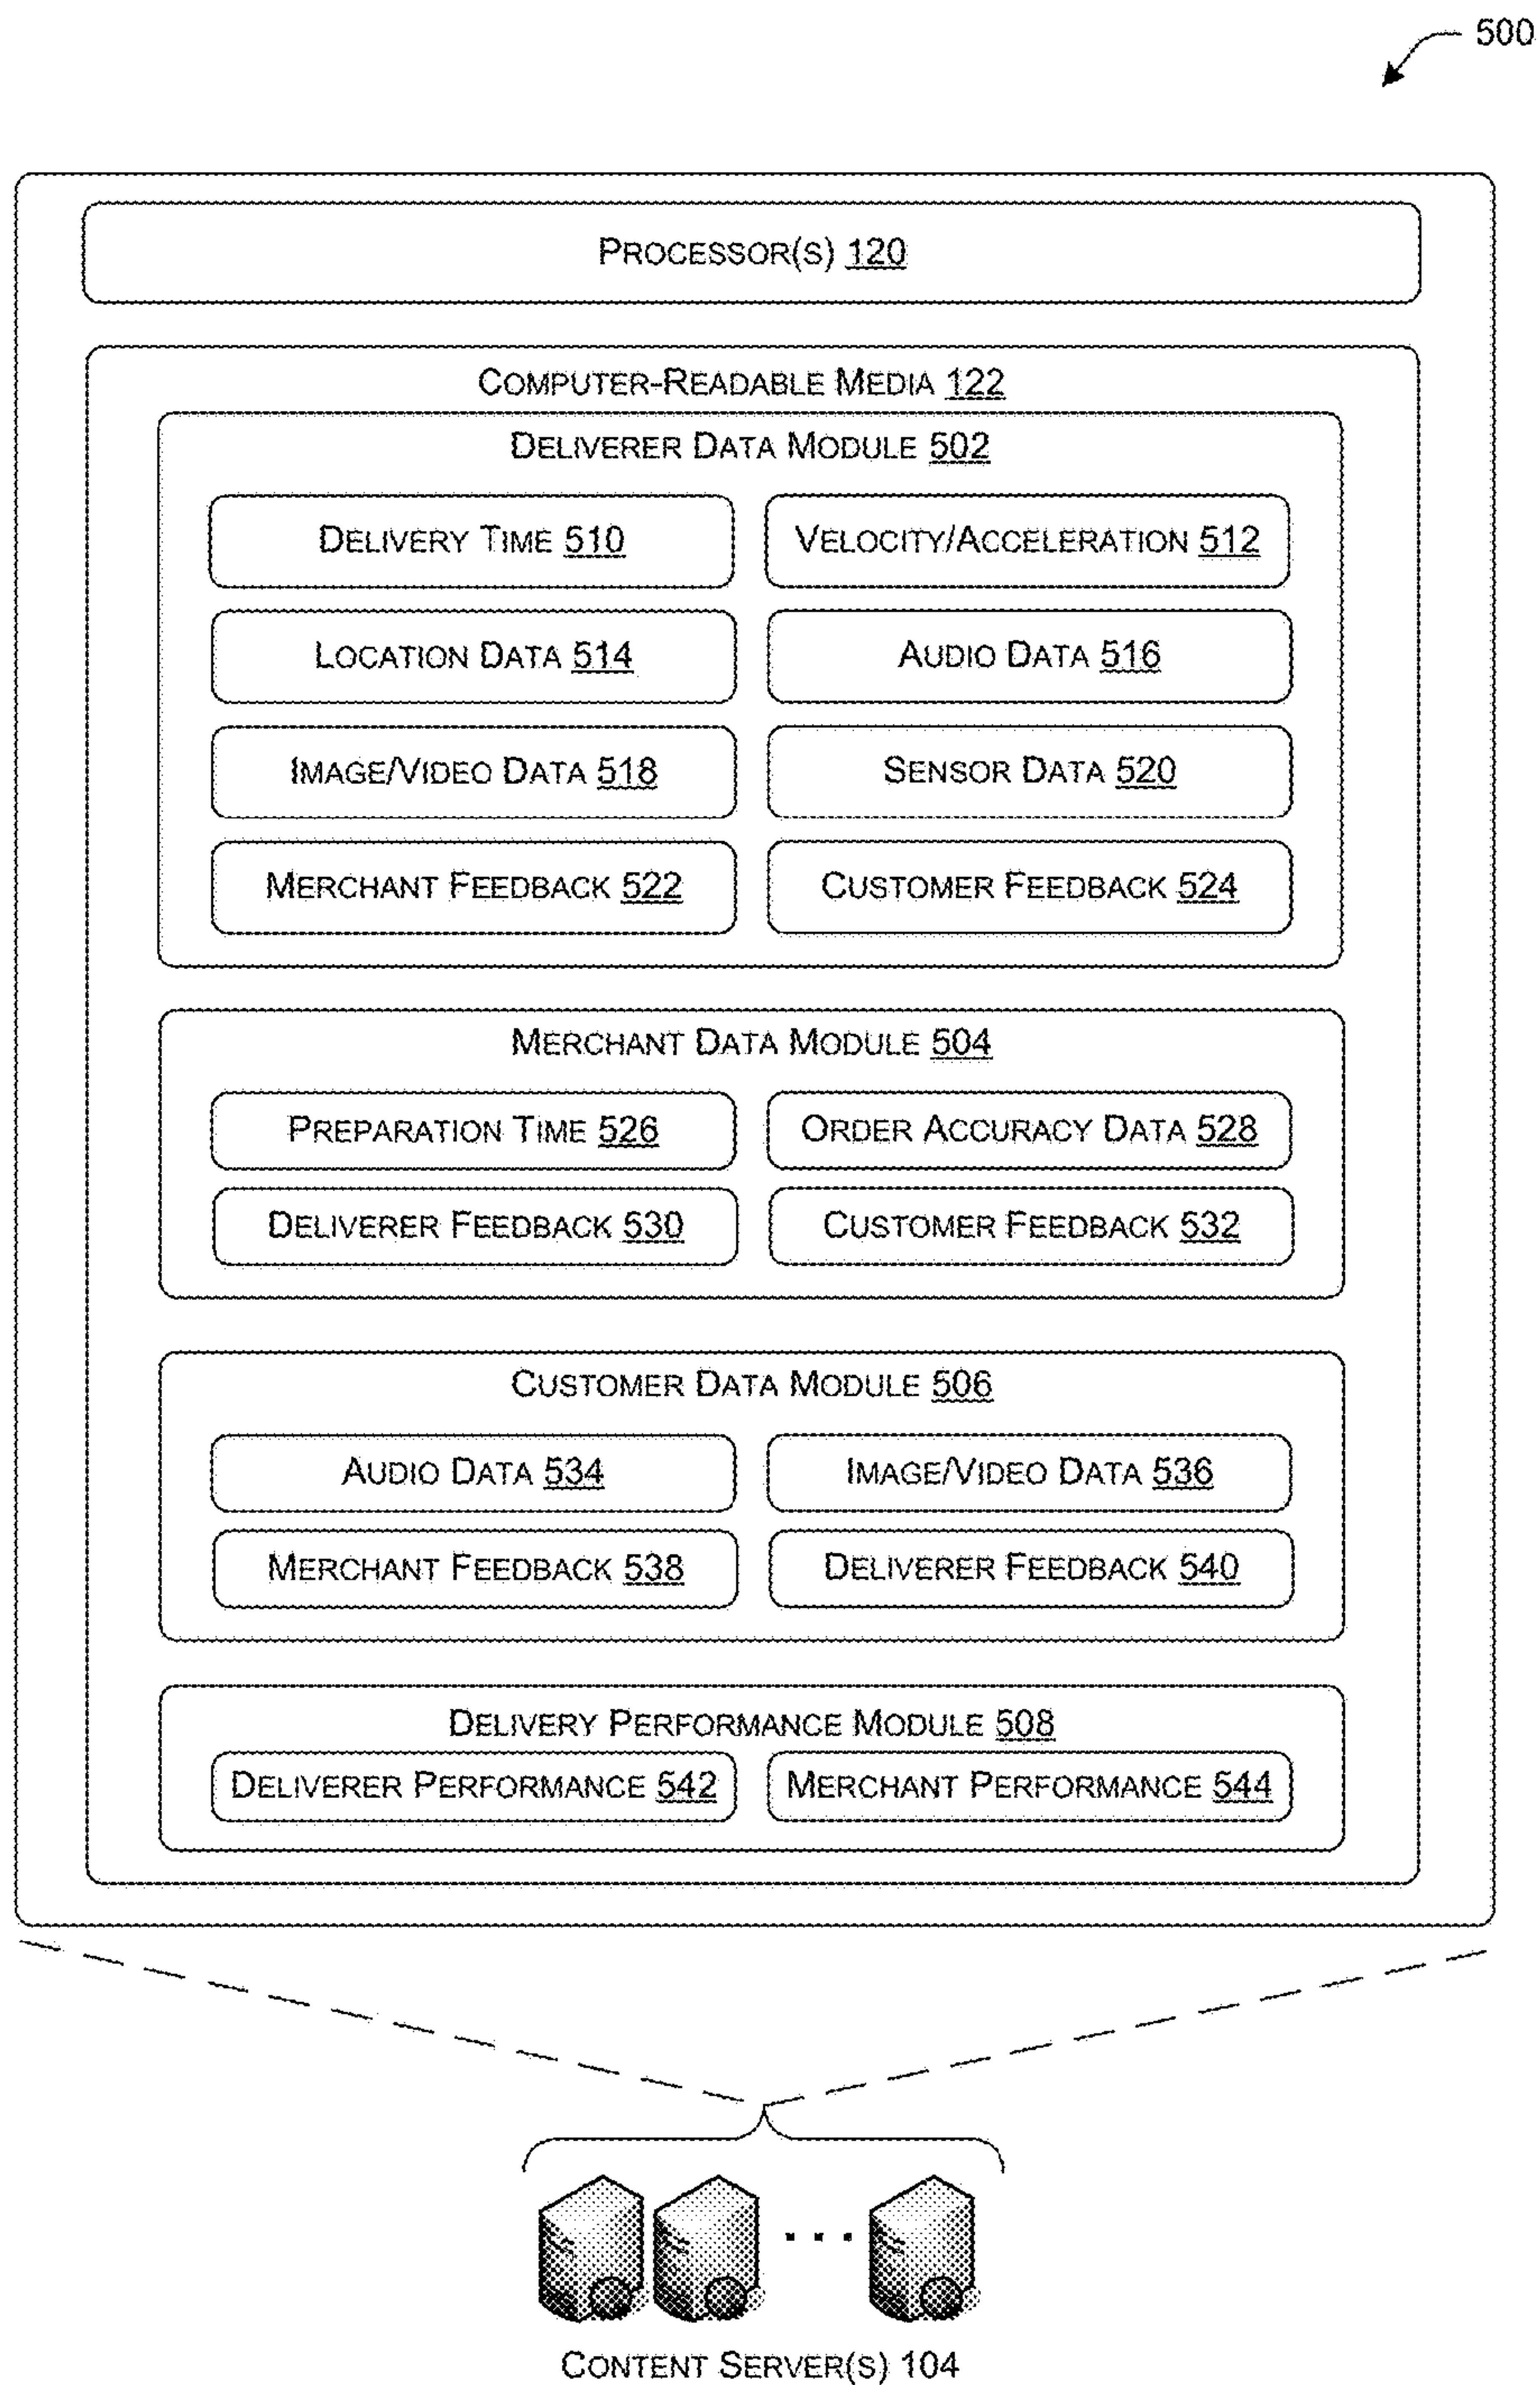 500
PROCESSOR(S) 120
COMPUTER-READABLE MEDIA 122
DELIVERER DATA MODULE 502
DELIVERY TIME 510
VELOCITY/ACCELERATION 512
LOCATION DATA 514
AUDIO DATA 516
IMAGE/VIDEO DATA 518
SENSOR DATA 520
MERCHANT FEEDBACK 522
CUSTOMER FEEDBACK 524
MERCHANT DATA MODULE 504
PREPARATION TIME 526
ORDER ACCURACY DATA 528
DELIVERER FEEDBACK 530
CUSTOMER FEEDBACK 532
CUSTOMER DATA MODULE 506
AUDIO DATA 534
IMAGE/VIDEO DATA 536
MERCHANT FEEDBACK 538
DELIVERER FEEDBACK 540
DELIVERY PERFORMANCE MODULE 508
DELIVERER PERFORMANCE 542
MERCHANT PERFORMANCE 544
CONTENT SERVER(S) 104